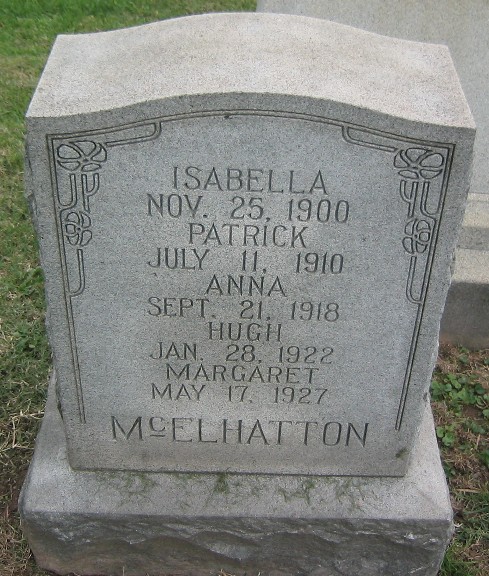 ISABELLA
NOV. 25, 1900
PATRICK
JULY 11, 1910
ANNA
SEPT. 21, 1918
HUGH
JAN. 28, 1922
MARGARET
MAY 17, 1927
McELHATTON